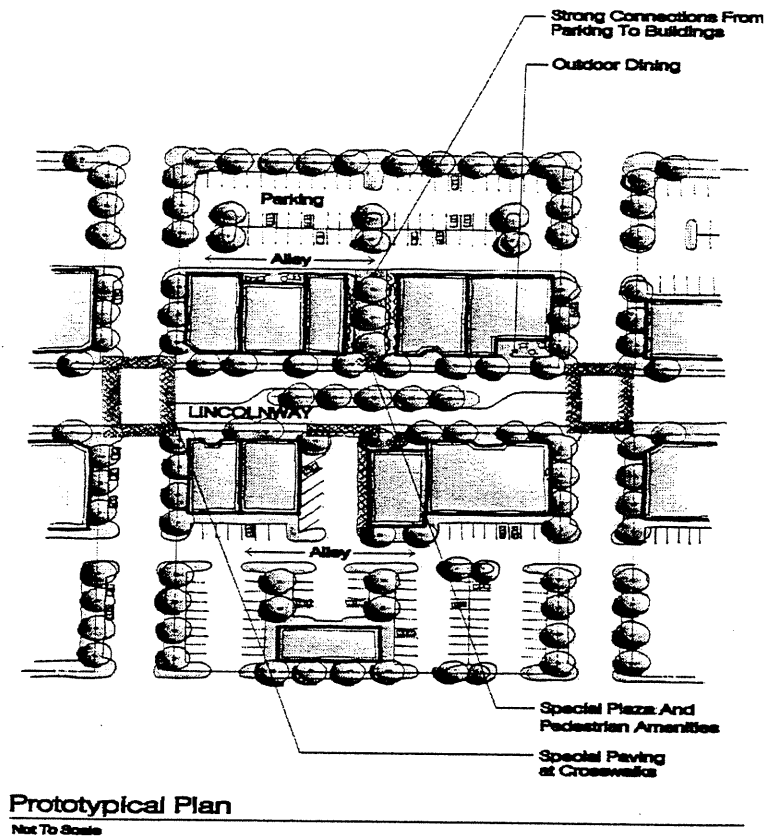 Strong Connections From
Parking To Buildings
Outdoor Dining
Parking
Alley
LINCOLNWAY
Alley
Special Plaza And
Pedestrian Amenities
Special Paving
at Crosswalks
Prototypical Plan
Not To Scale